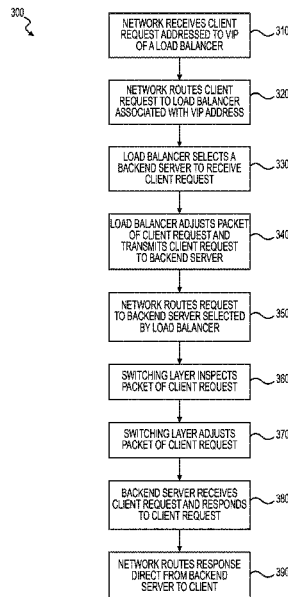 300
NETWORK RECEIVES CLIENT
REQUEST ADDRESSED TO VIP
OF A LOAD BALANCER
310
NETWORK ROUTES CLIENT
REQUEST TO LOAD BALANCER
ASSOCIATED WITH VIP ADDRESS
320
LOAD BALANCER SELECTS A
BACKEND SERVER TO RECEIVE
CLIENT REQUEST
330
LOAD BALANCER ADJUSTS PACKET
OF CLIENT REQUEST AND
TRANSMITS CLIENT REQUEST
TO BACKEND SERVER
340
NETWORK ROUTES REQUEST
TO BACKEND SERVER SELECTED
BY LOAD BALANCER
350
SWITCHING LAYER INSPECTS
PACKET OF CLIENT REQUEST
360
SWITCHING LAYER ADJUSTS
PACKET OF CLIENT REQUEST
370
BACKEND SERVER RECEIVES
CLIENT REQUEST AND RESPONDS
TO CLIENT REQUEST
380
NETWORK ROUTES RESPONSE
DIRECT FROM BACKEND
SERVER TO CLIENT
390